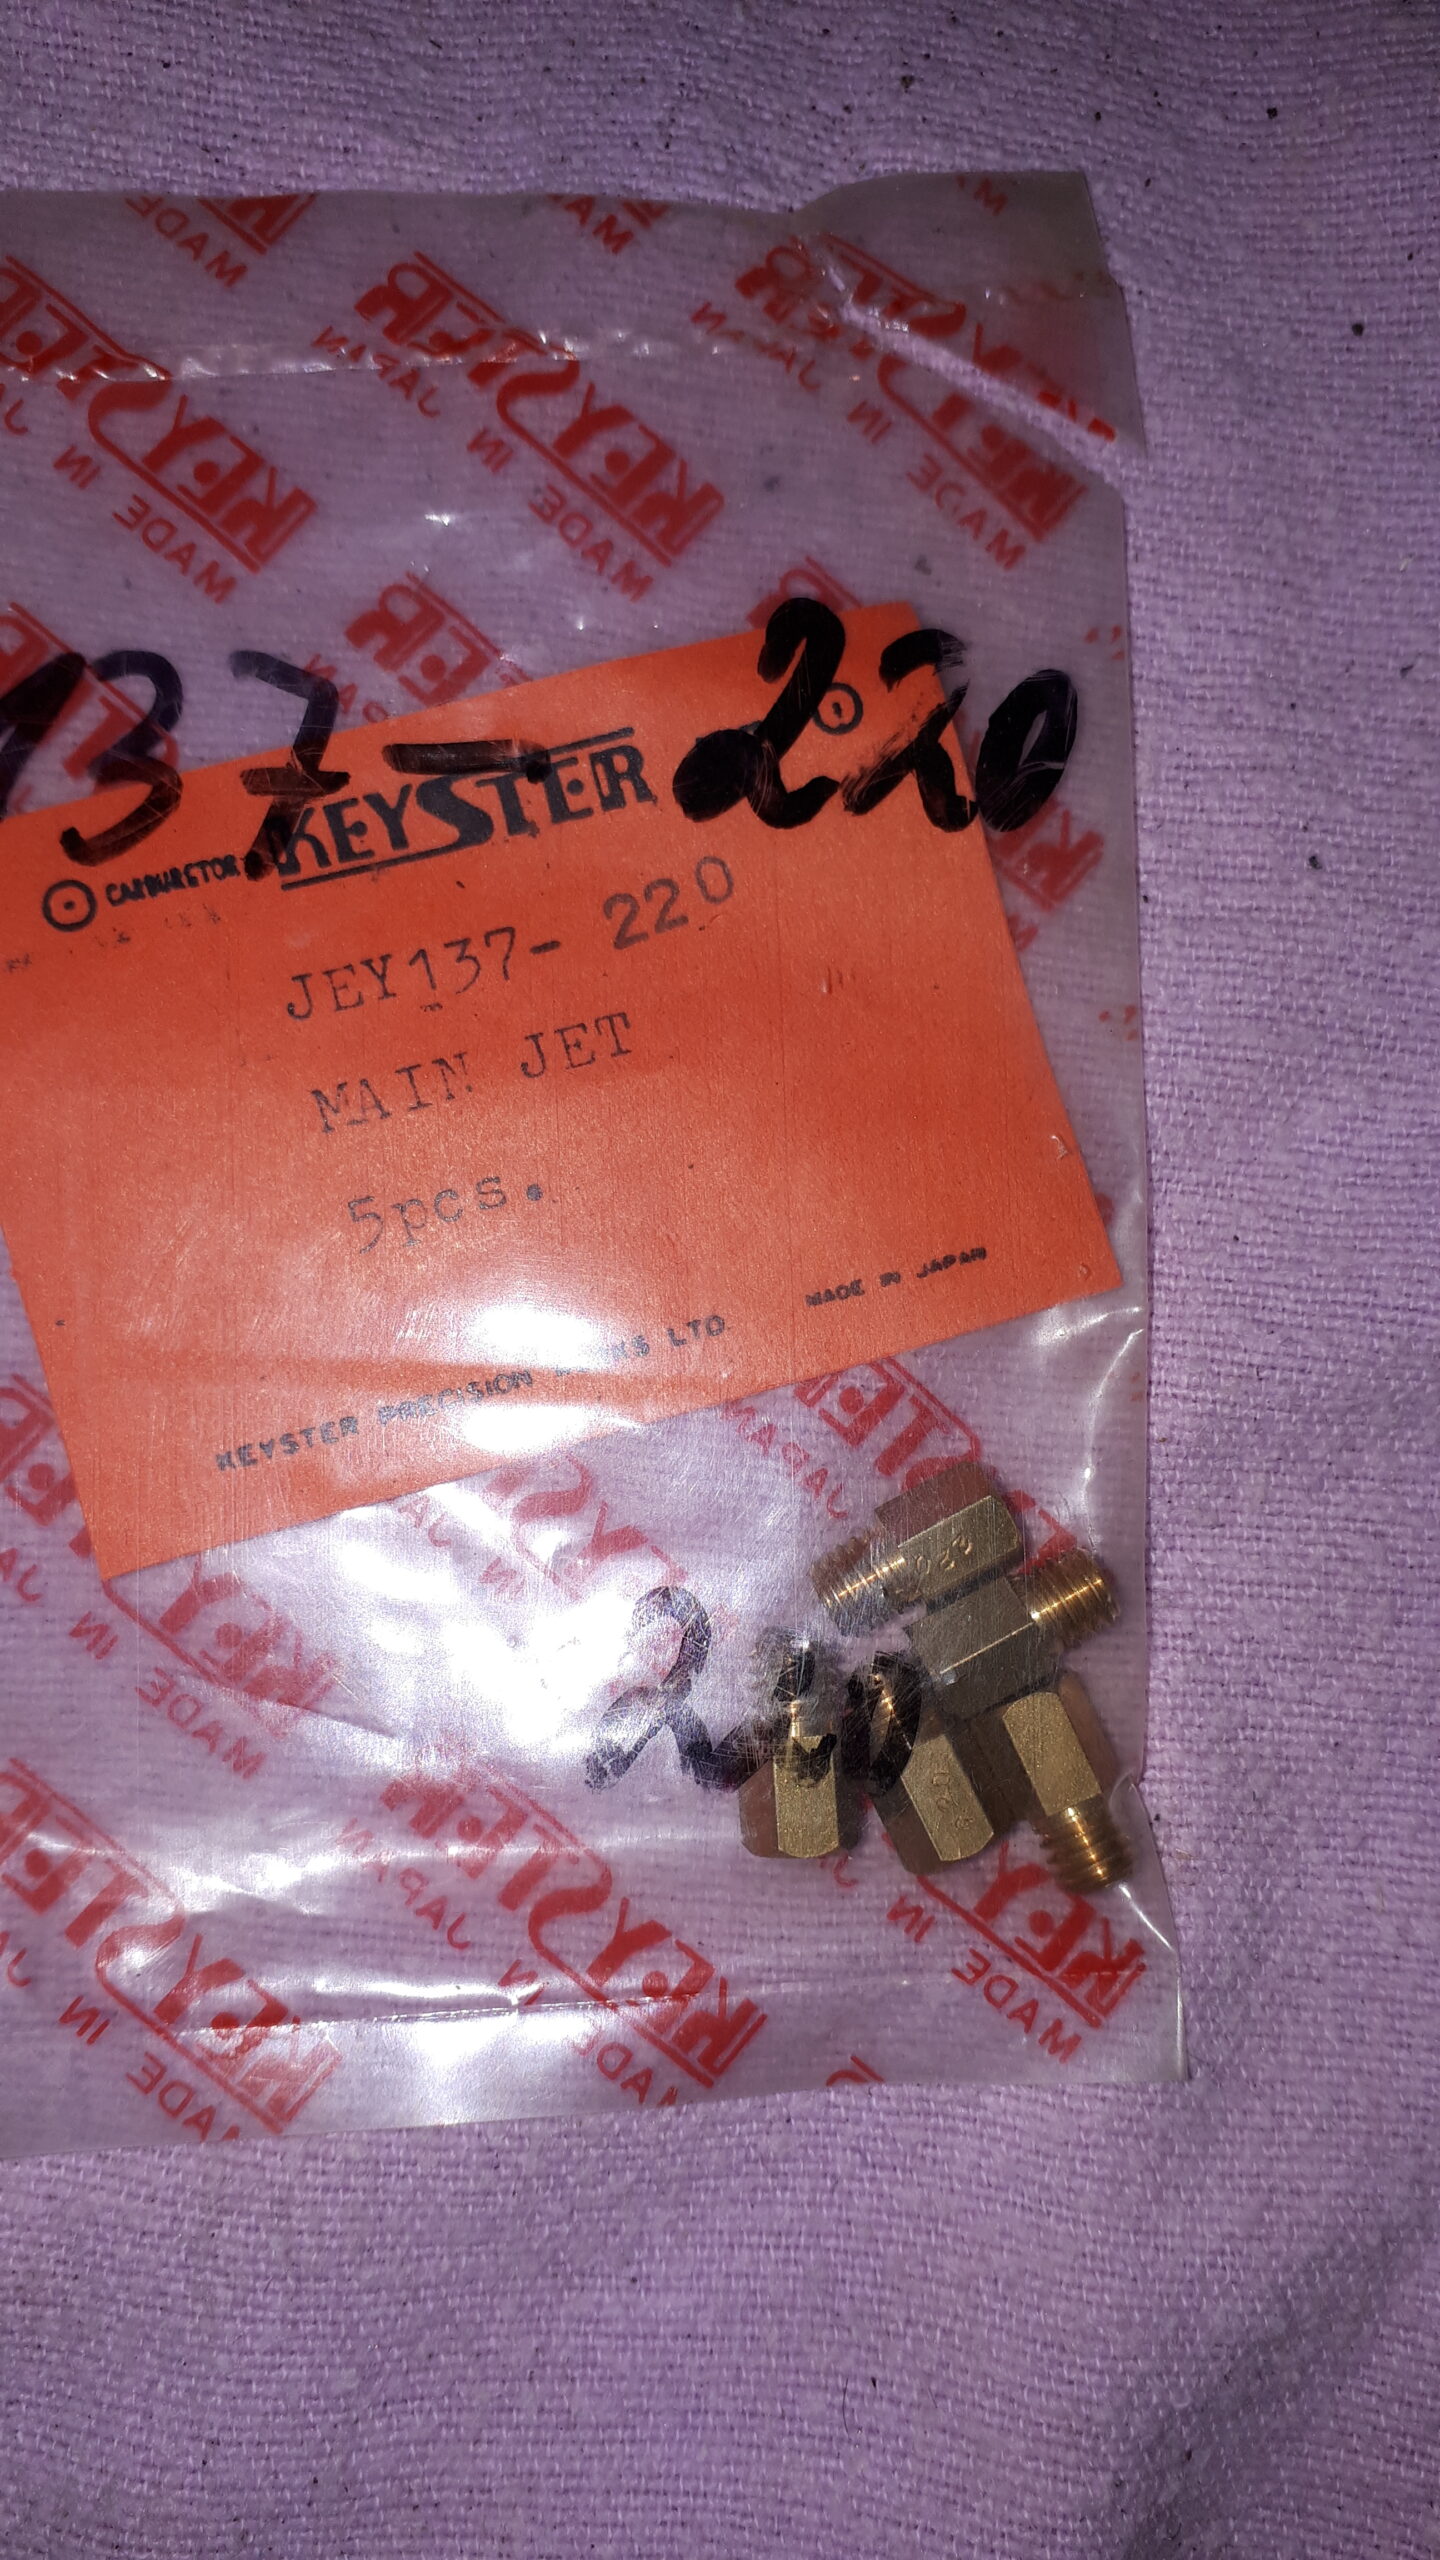 137-220
CARBURETOR KEYSTER
JEY137-220
MAIN JET
5pcs.
KEYSTER PRECISION LTD. MADE IN JAPAN
220
220
KEYSTER
MADE IN JAPAN